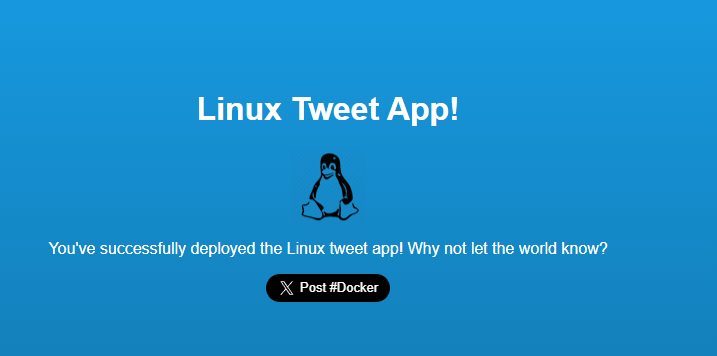 Linux Tweet App!
You've successfully deployed the Linux tweet app! Why not let the world know?
Post #Docker